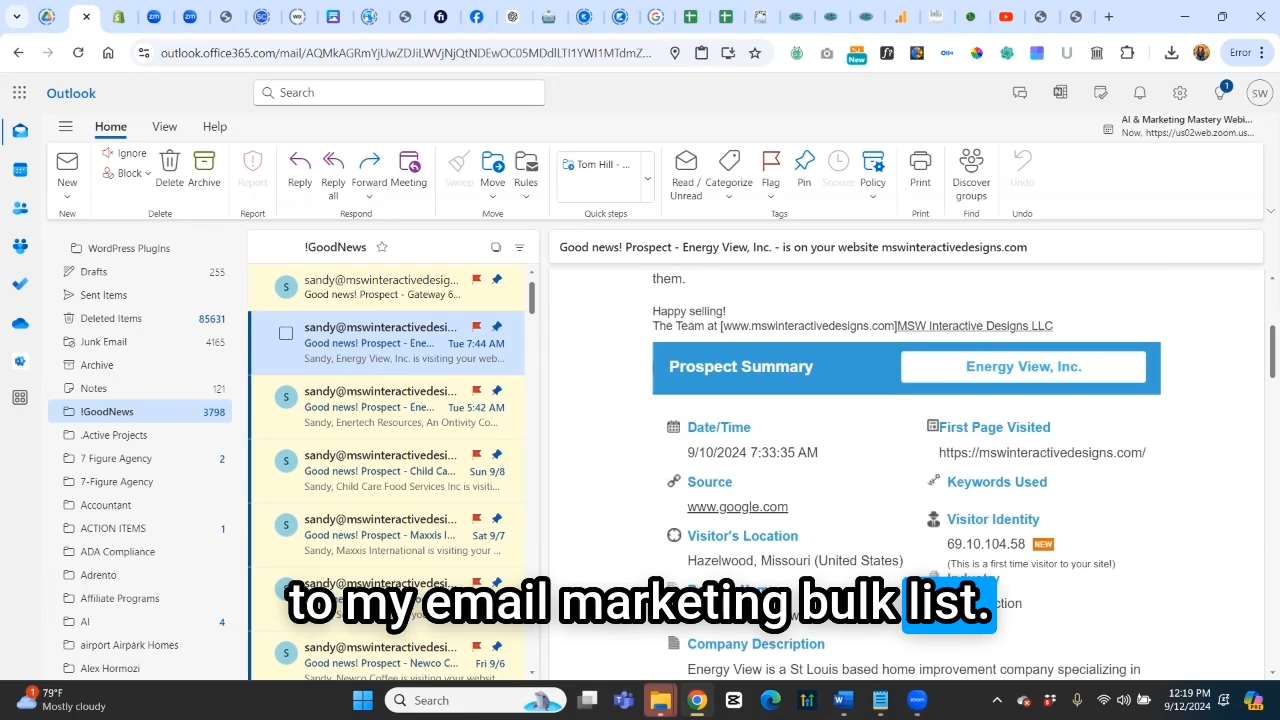 outlook.office365.com/mail/AQMkAGRmYjUwZDJiLWVjNjQtNDEwOC05MDdlLTI1YWI1MTdmZ...
New
Error
Outlook
Search
1
SW
Home
View
Help
AI & Marketing Mastery Webi...
Now, https://us02web.zoom.us...
New
Ignore
Block
Delete
Archive
Report
Reply
Reply all
Forward
Meeting
Sweep
Move
Rules
Tom Hill - ...
Read / Unread
Categorize
Flag
Pin
Snooze
Policy
Print
Discover groups
Undo
New
Delete
Report
Respond
Move
Quick steps
Tags
Print
Find
Undo
WordPress PlugIns
Drafts 255
Sent Items
Deleted Items 85631
Junk Email 4165
Archive
Notes 121
!GoodNews 3798
.Active Projects
7 Figure Agency 2
7-Figure Agency
Accountant
ACTION ITEMS 1
ADA Compliance
Adrento
Affiliate Programs
AI 4
airport Airpark Homes
Alex Hormozi
!GoodNews
S
sandy@mswinteractivedesig...
Good news! Prospect - Gateway 6...
sandy@mswinteractivedesi...
Good news! Prospect - Ene... Tue 7:44 AM
Sandy, Energy View, Inc. is visiting your web...
S
sandy@mswinteractivedesi...
Good news! Prospect - Ene... Tue 5:42 AM
Sandy, Enertech Resources, An Ontivity Co...
S
sandy@mswinteractivedesi...
Good news! Prospect - Child Ca... Sun 9/8
Sandy, Child Care Food Services Inc is visiti...
S
sandy@mswinteractivedesi...
Good news! Prospect - Maxxis I... Sat 9/7
Sandy, Maxxis International is visiting your ...
S
sandy@mswinteractivedesi...
S
sandy@mswinteractivedesi...
Good news! Prospect - Newco C... Fri 9/6
Sandy, Newco Coffee is visiting your websit...
Good news! Prospect - Energy View, Inc. - is on your website mswinteractivedesigns.com
them.
Happy selling!
The Team at [www.mswinteractivedesigns.com]MSW Interactive Designs LLC
Prospect Summary
Energy View, Inc.
Date/Time
9/10/2024 7:33:35 AM
Source
www.google.com
Visitor's Location
Hazelwood, Missouri (United States)
First Page Visited
https://mswinteractivedesigns.com/
Keywords Used
Visitor Identity
69.10.104.58 NEW
(This is a first time visitor to your site!)
Industry
to my email marketing bulk list.
Company Description
Energy View is a St Louis based home improvement company specializing in
1
79°F
Mostly cloudy
Search
zoom
12:19 PM
9/12/2024